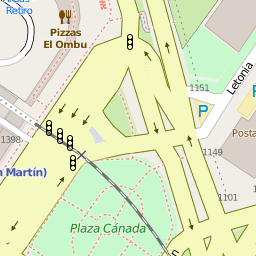 Retiro
Pizzas
El Ombu
1151
Letonia
P
1398
Posta
1149
n Martín)
P
1101
Plaza Canada
n